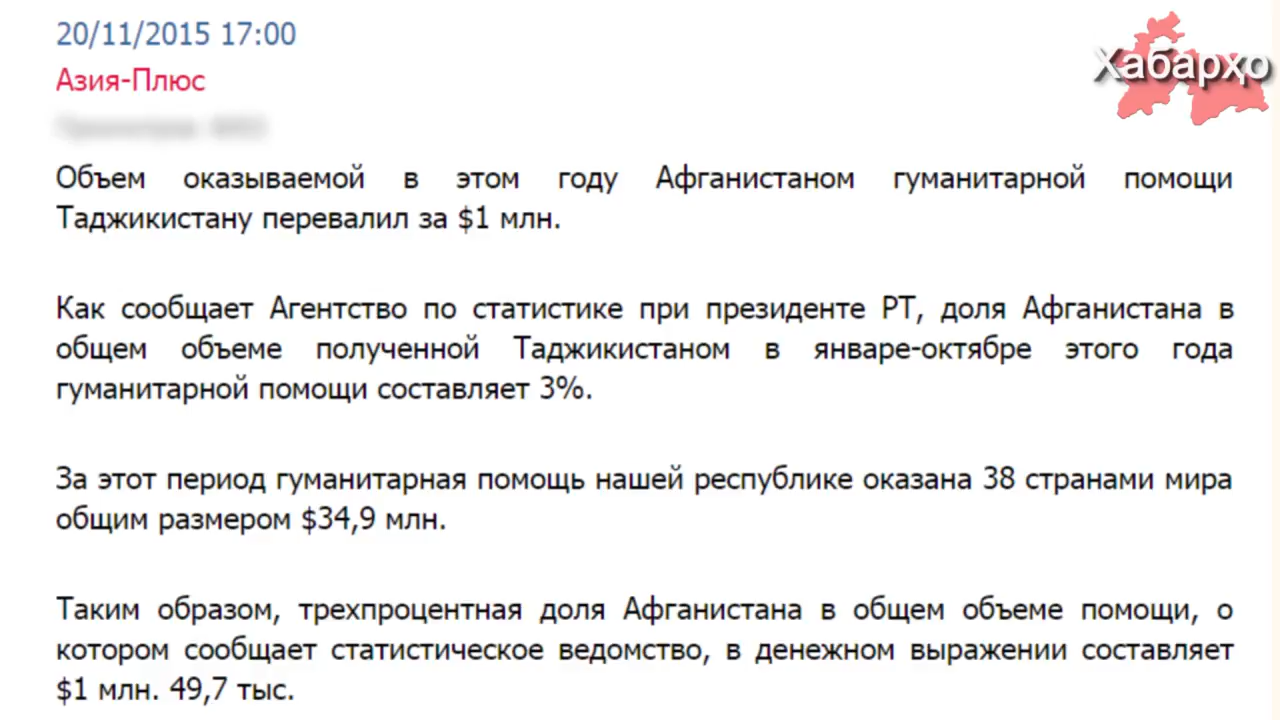 20/11/2015 17:00
Хабарҳо
Азия-Плюс
Объем оказываемой в этом году Афганистаном гуманитарной помощи
Таджикистану перевалил за $1 млн.
Как сообщает Агентство по статистике при президенте РТ, доля Афганистана в
общем объеме полученной Таджикистаном в январе-октябре этого года
гуманитарной помощи составляет 3%.
За этот период гуманитарная помощь нашей республике оказана 38 странами мира
общим размером $34,9 млн.
Таким образом, трехпроцентная доля Афганистана в общем объеме помощи, о
котором сообщает статистическое ведомство, в денежном выражении составляет
$1 млн. 49,7 тыс.